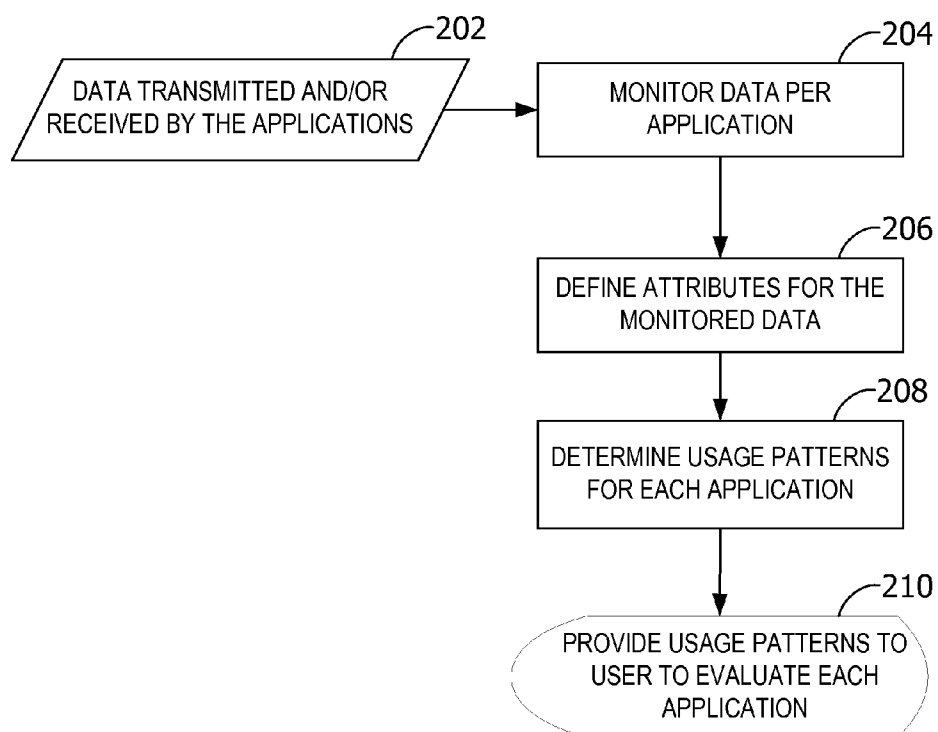 202
DATA TRANSMITTED AND/OR
RECEIVED BY THE APPLICATIONS
204
MONITOR DATA PER
APPLICATION
206
DEFINE ATTRIBUTES FOR THE
MONITORED DATA
208
DETERMINE USAGE PATTERNS
FOR EACH APPLICATION
210
PROVIDE USAGE PATTERNS TO
USER TO EVALUATE EACH
APPLICATION